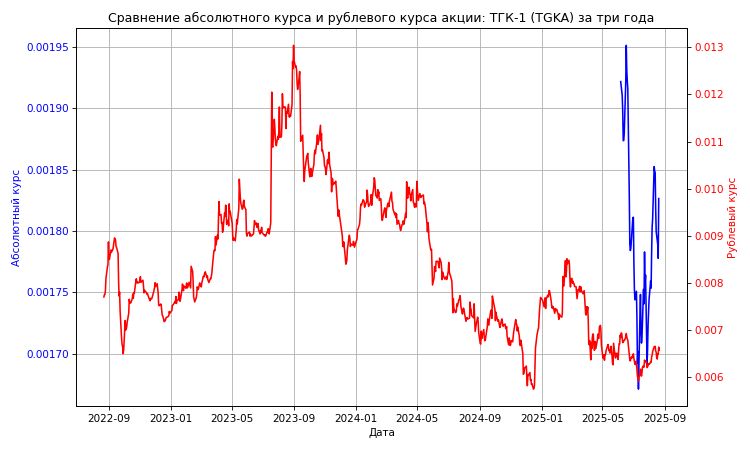 Сравнение абсолютного курса и рублевого курса акции: ТГК-1 (TGKA) за три года
0.00195
0.00190
0.00185
0.00180
0.00175
0.00170
Абсолютный курс
0.013
0.012
0.011
0.010
0.009
0.008
0.007
0.006
Рублевый курс
2022-09 2023-01 2023-05 2023-09 2024-01 2024-05 2024-09 2025-01 2025-05 2025-09
Дата